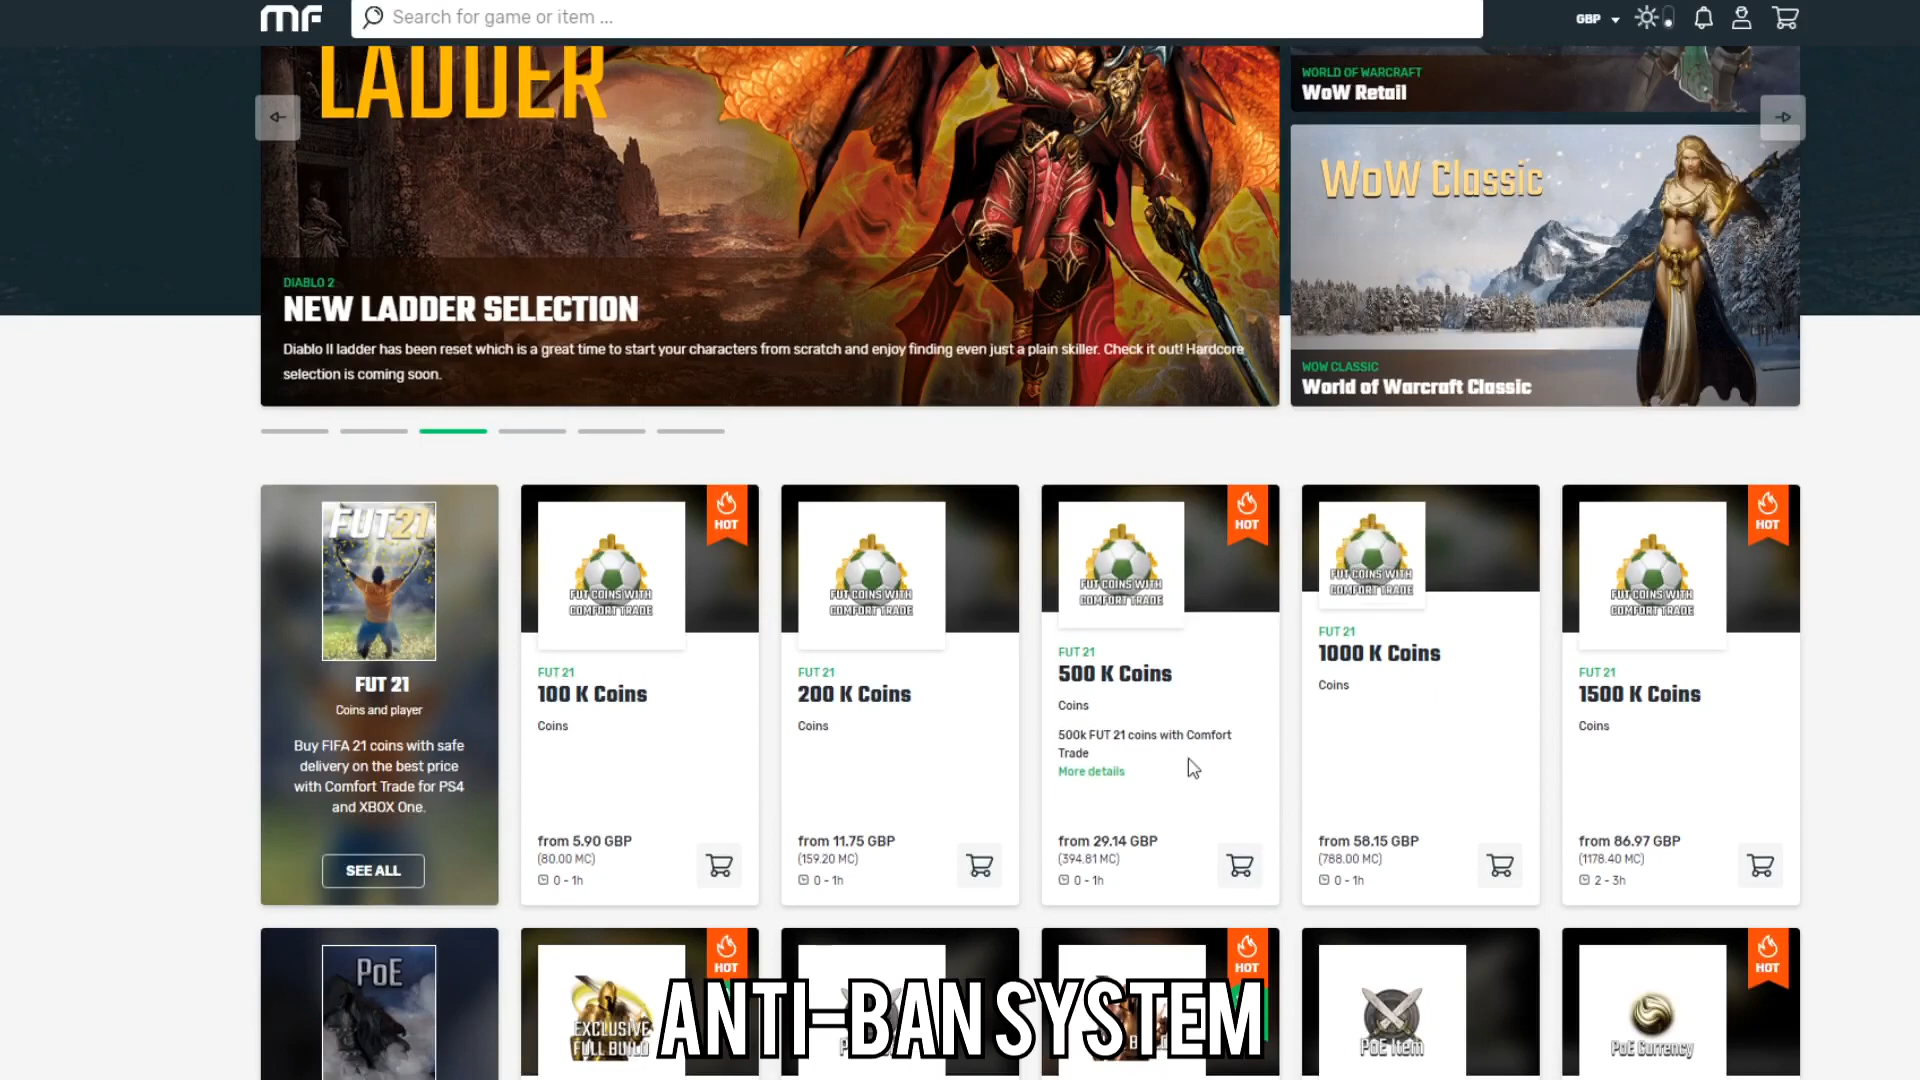 MF
Search for game or item ...
GBP
LADDER
DIABLO 2
NEW LADDER SELECTION
Diablo II ladder has been reset which is a great time to start your characters from scratch and enjoy finding even just a plain skiller. Check it out! Hardcore
selection is coming soon.
WORLD OF WARCRAFT
WoW Retail
WoW Classic
WOW CLASSIC
World of Warcraft Classic
FUT21
FUT 21
Coins and player
Buy FIFA 21 coins with safe
delivery on the best price
with Comfort Trade for PS4
and XBOX One.
SEE ALL
HOT
FUT COINS WITH
COMFORT TRADE
FUT 21
100 K Coins
Coins
from 5.90 GBP
(80.00 MC)
0 - 1h
FUT COINS WITH
COMFORT TRADE
FUT 21
200 K Coins
Coins
from 11.75 GBP
(159.20 MC)
0 - 1h
HOT
FUT COINS WITH
COMFORT TRADE
FUT 21
500 K Coins
Coins
500k FUT 21 coins with Comfort
Trade
More details
from 29.14 GBP
(394.81 MC)
0 - 1h
FUT COINS WITH
COMFORT TRADE
FUT 21
1000 K Coins
Coins
from 58.15 GBP
(788.00 MC)
0 - 1h
HOT
FUT COINS WITH
COMFORT TRADE
FUT 21
1500 K Coins
Coins
from 86.97 GBP
(1178.40 MC)
2 - 3h
PoE
HOT
EXCLUSIVE
FULL BUILD
HOT
PoE Item
HOT
PoE Currency
ANTI-BAN SYSTEM